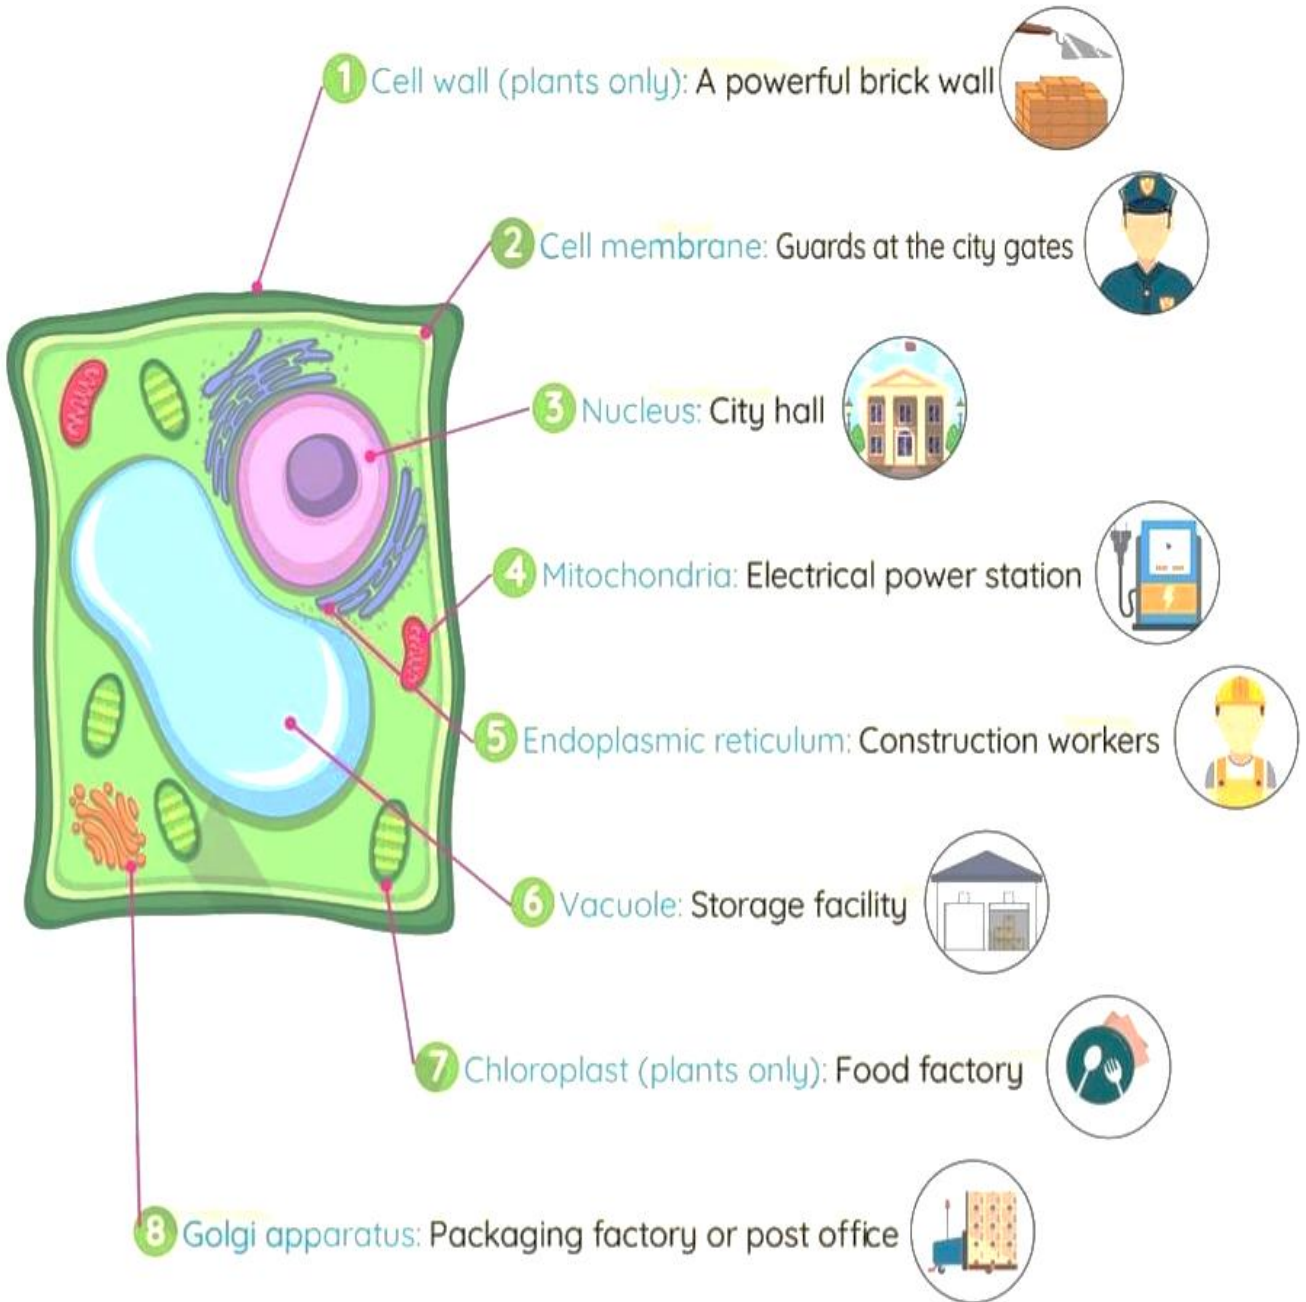 1 Cell wall (plants only): A powerful brick wall
2 Cell membrane: Guards at the city gates
3 Nucleus: City hall
4 Mitochondria: Electrical power station
5 Endoplasmic reticulum: Construction workers
6 Vacuole: Storage facility
7 Chloroplast (plants only): Food factory
8 Golgi apparatus: Packaging factory or post office